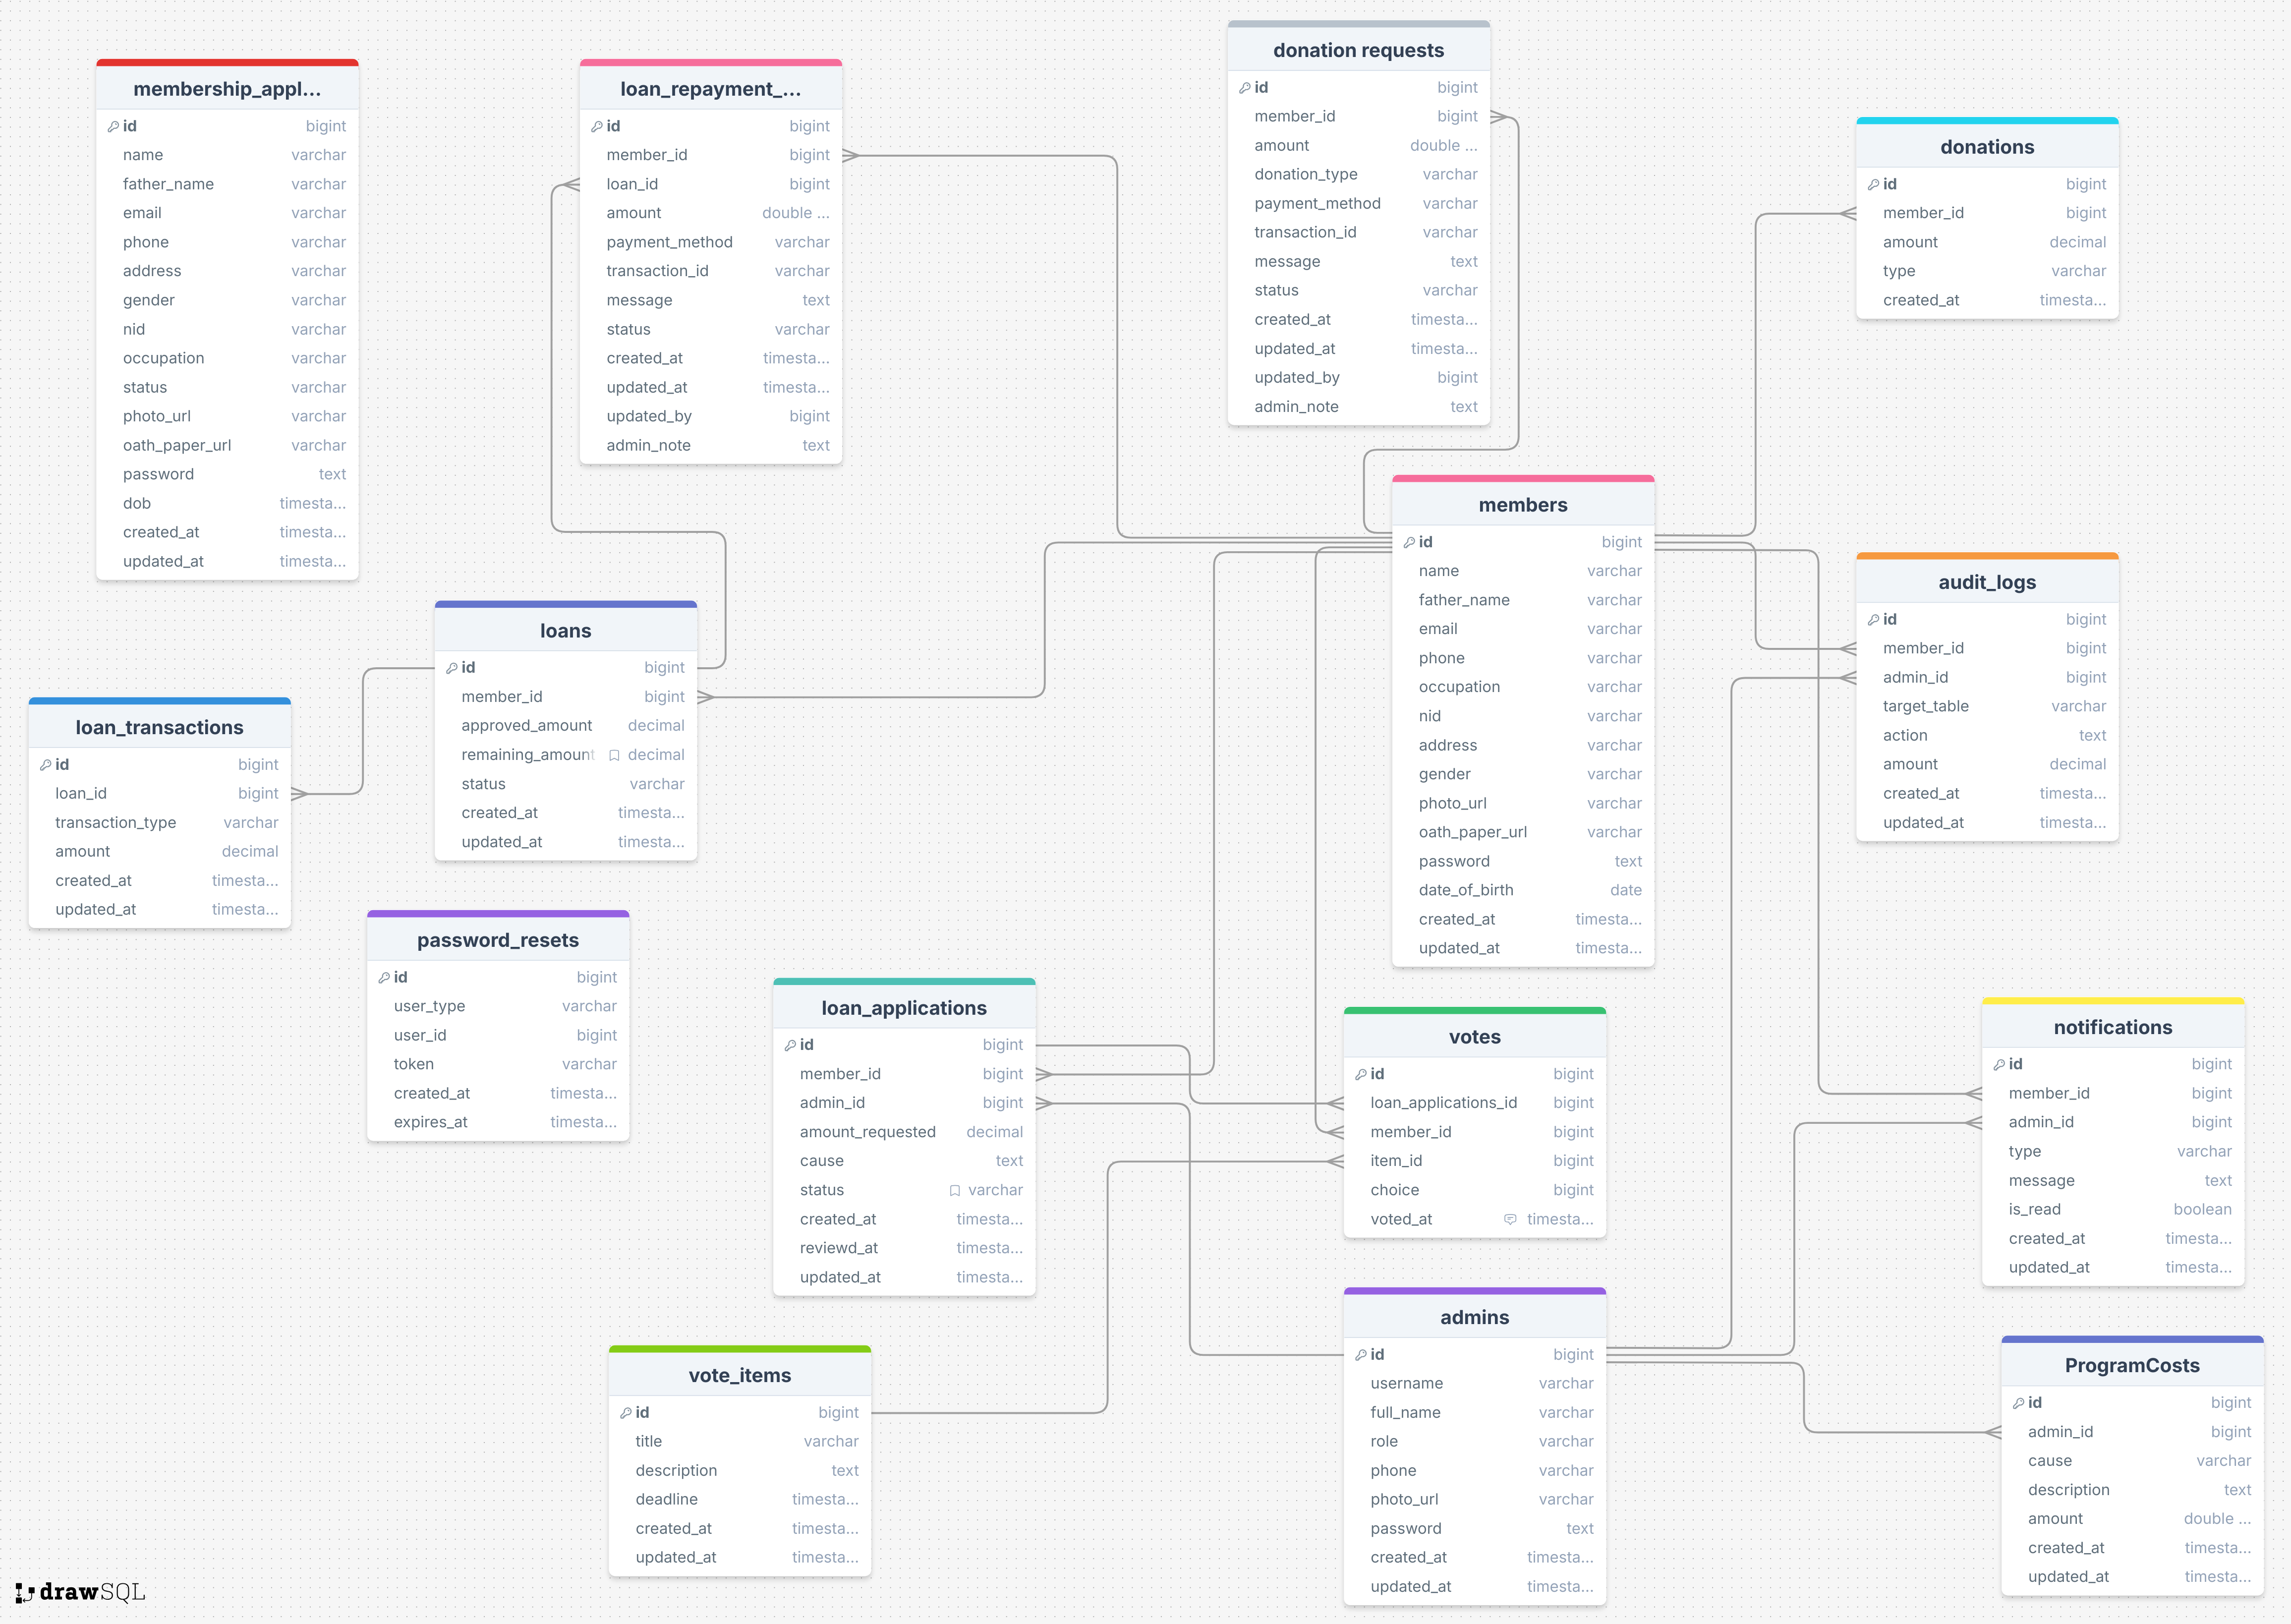 membership_appl...
id bigint
name varchar
father_name varchar
email varchar
phone varchar
address varchar
gender varchar
nid varchar
occupation varchar
status varchar
photo_url varchar
oath_paper_url varchar
password text
dob timesta...
created_at timesta...
updated_at timesta...
loan_repayment_...
id bigint
member_id bigint
loan_id bigint
amount double ...
payment_method varchar
transaction_id varchar
message text
status varchar
created_at timesta...
updated_at timesta...
updated_by bigint
admin_note text
donation requests
id bigint
member_id bigint
amount double ...
donation_type varchar
payment_method varchar
transaction_id varchar
message text
status varchar
created_at timesta...
updated_at timesta...
updated_by bigint
admin_note text
donations
id bigint
member_id bigint
amount decimal
type varchar
created_at timesta...
members
id bigint
name varchar
father_name varchar
email varchar
phone varchar
occupation varchar
nid varchar
address varchar
gender varchar
photo_url varchar
oath_paper_url varchar
password text
date_of_birth date
created_at timesta...
updated_at timesta...
audit_logs
id bigint
member_id bigint
admin_id bigint
target_table varchar
action text
amount decimal
created_at timesta...
updated_at timesta...
loans
id bigint
member_id bigint
approved_amount decimal
remaining_amount decimal
status varchar
created_at timesta...
updated_at timesta...
loan_transactions
id bigint
loan_id bigint
transaction_type varchar
amount decimal
created_at timesta...
updated_at timesta...
password_resets
id bigint
user_type varchar
user_id bigint
token varchar
created_at timesta...
expires_at timesta...
loan_applications
id bigint
member_id bigint
admin_id bigint
amount_requested decimal
cause text
status varchar
created_at timesta...
reviewd_at timesta...
updated_at timesta...
votes
id bigint
loan_applications_id bigint
member_id bigint
item_id bigint
choice bigint
voted_at timesta...
notifications
id bigint
member_id bigint
admin_id bigint
type varchar
message text
is_read boolean
created_at timesta...
updated_at timesta...
vote_items
id bigint
title varchar
description text
deadline timesta...
created_at timesta...
updated_at timesta...
admins
id bigint
username varchar
full_name varchar
role varchar
phone varchar
photo_url varchar
password text
created_at timesta...
updated_at timesta...
ProgramCosts
id bigint
admin_id bigint
cause varchar
description text
amount double ...
created_at timesta...
updated_at timesta...
drawSQL